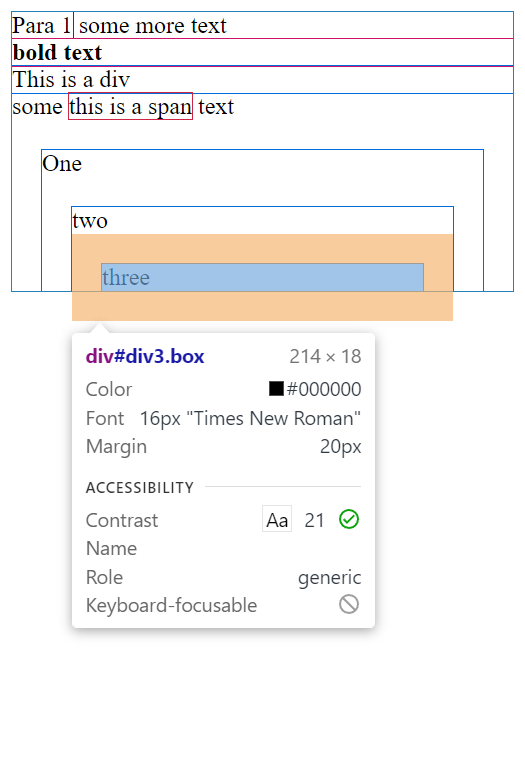 Para 1 some more text
bold text
This is a div
some this is a span text
One
two
three
div#div3.box 214 × 18
Color #000000
Font 16px "Times New Roman"
Margin 20px
ACCESSIBILITY
Contrast Aa 21
Name
Role generic
Keyboard-focusable